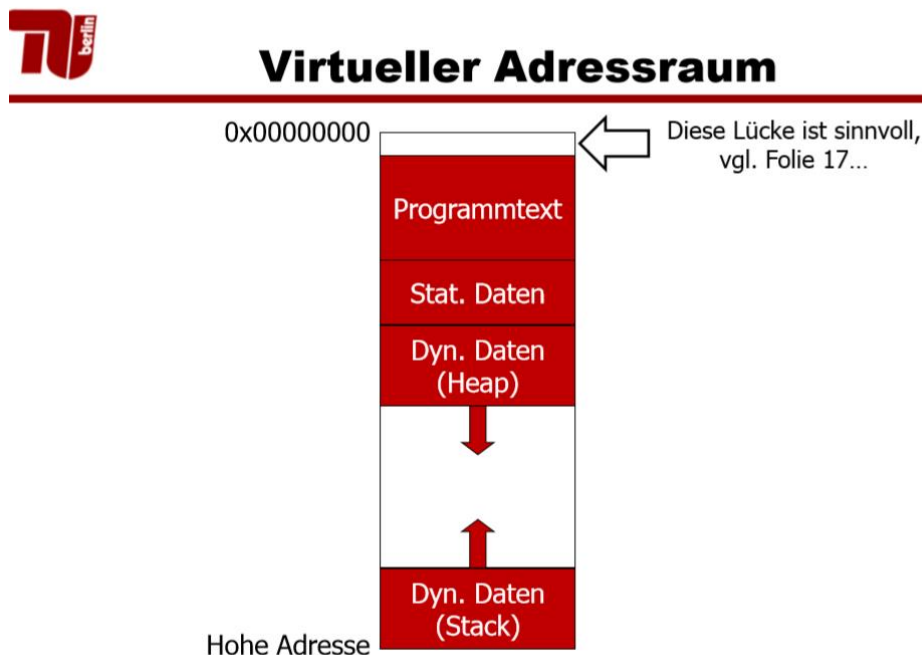 berlin
Virtueller Adressraum
0x00000000
Diese Lücke ist sinnvoll,
vgl. Folie 17...
Programmtext
Stat. Daten
Dyn. Daten
(Heap)
Dyn. Daten
(Stack)
Hohe Adresse